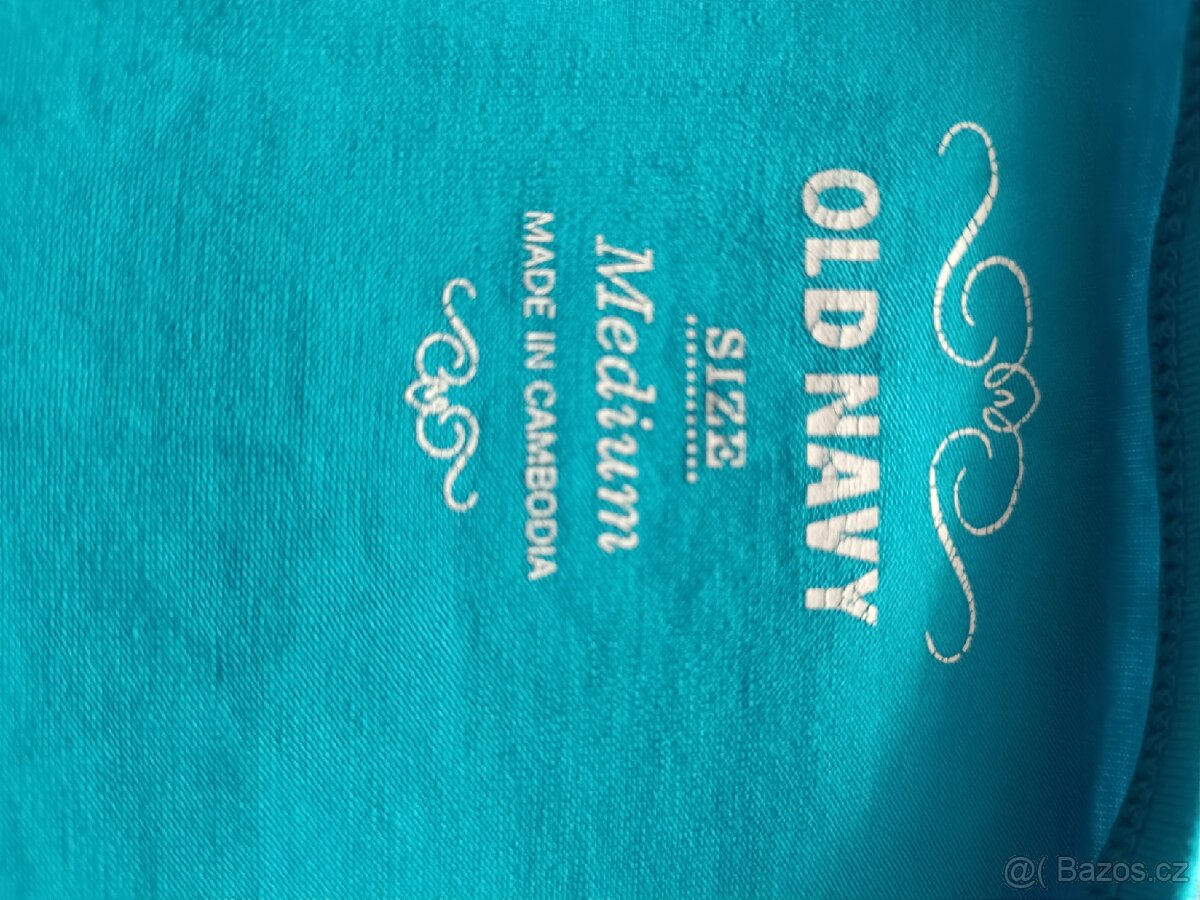 OLD NAVY
SIZE
Medium
MADE IN CAMBODIA
@( Bazos.cz